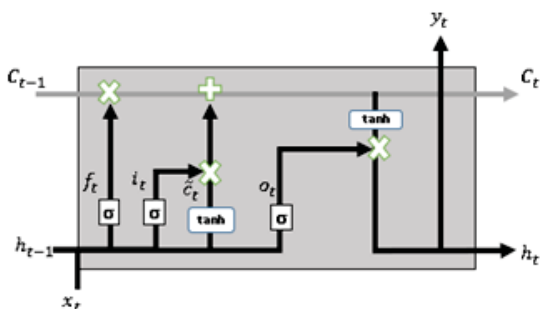 y_t
C_{t-1}
C_t
tanh
f_t
i_t
c̃_t
o_t
σ
σ
tanh
σ
h_{t-1}
h_t
x_t